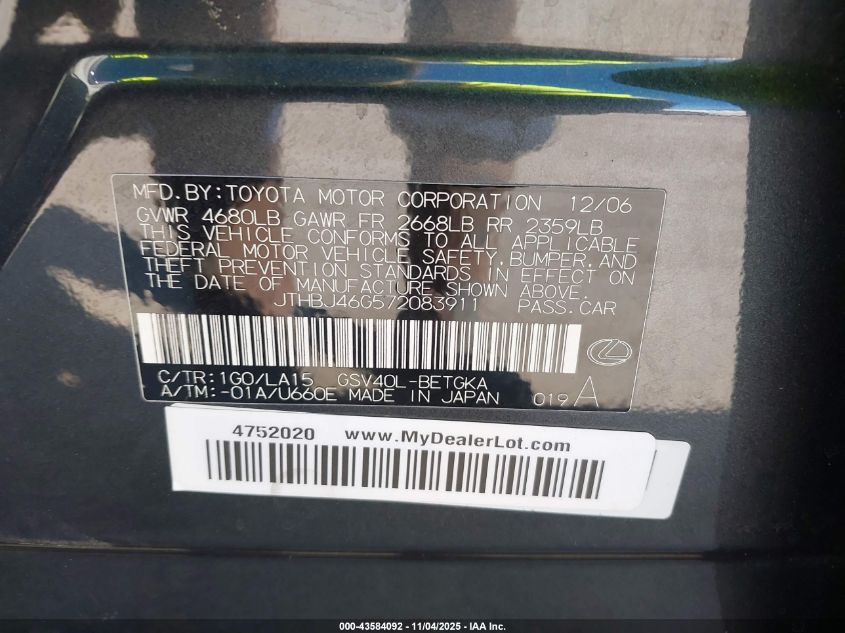 MFD.BY:TOYOTA MOTOR CORPORATION 12/06
GVWR 4680LB GAWR FR 2668LB RR 2359LB
THIS VEHICLE CONFORMS TO ALL APPLICABLE
FEDERAL MOTOR VEHICLE SAFETY,BUMPER,AND
THEFT PREVENTION STANDARDS IN EFFECT ON
THE DATE OF MANUFACTURE SHOWN ABOVE.
JTHBJ46G572083911 PASS.CAR
C/TR:1G0/LA15 GSV40L-BETGKA
A/TM:-01A/U660E MADE IN JAPAN 019 A
4752020 www.MyDealerLot.com
000-43584092 - 11/04/2025 - IAA Inc.